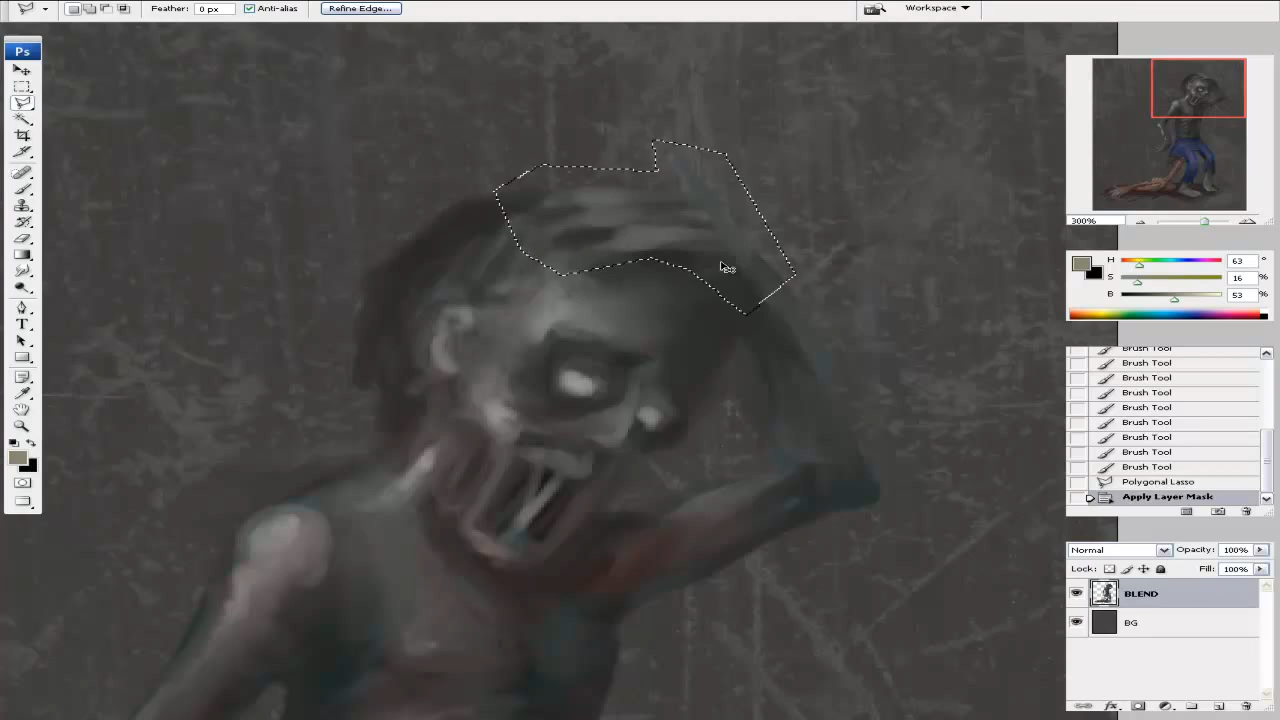 Feather: 0 px Anti-alias Refine Edge... Br Workspace
Ps
T
300%
H 63 °
S 16 %
B 53 %
Brush Tool
Brush Tool
Brush Tool
Brush Tool
Brush Tool
Brush Tool
Brush Tool
Brush Tool
Brush Tool
Polygonal Lasso
Apply Layer Mask
Normal Opacity: 100%
Lock: Fill: 100%
BLEND
BG
fx